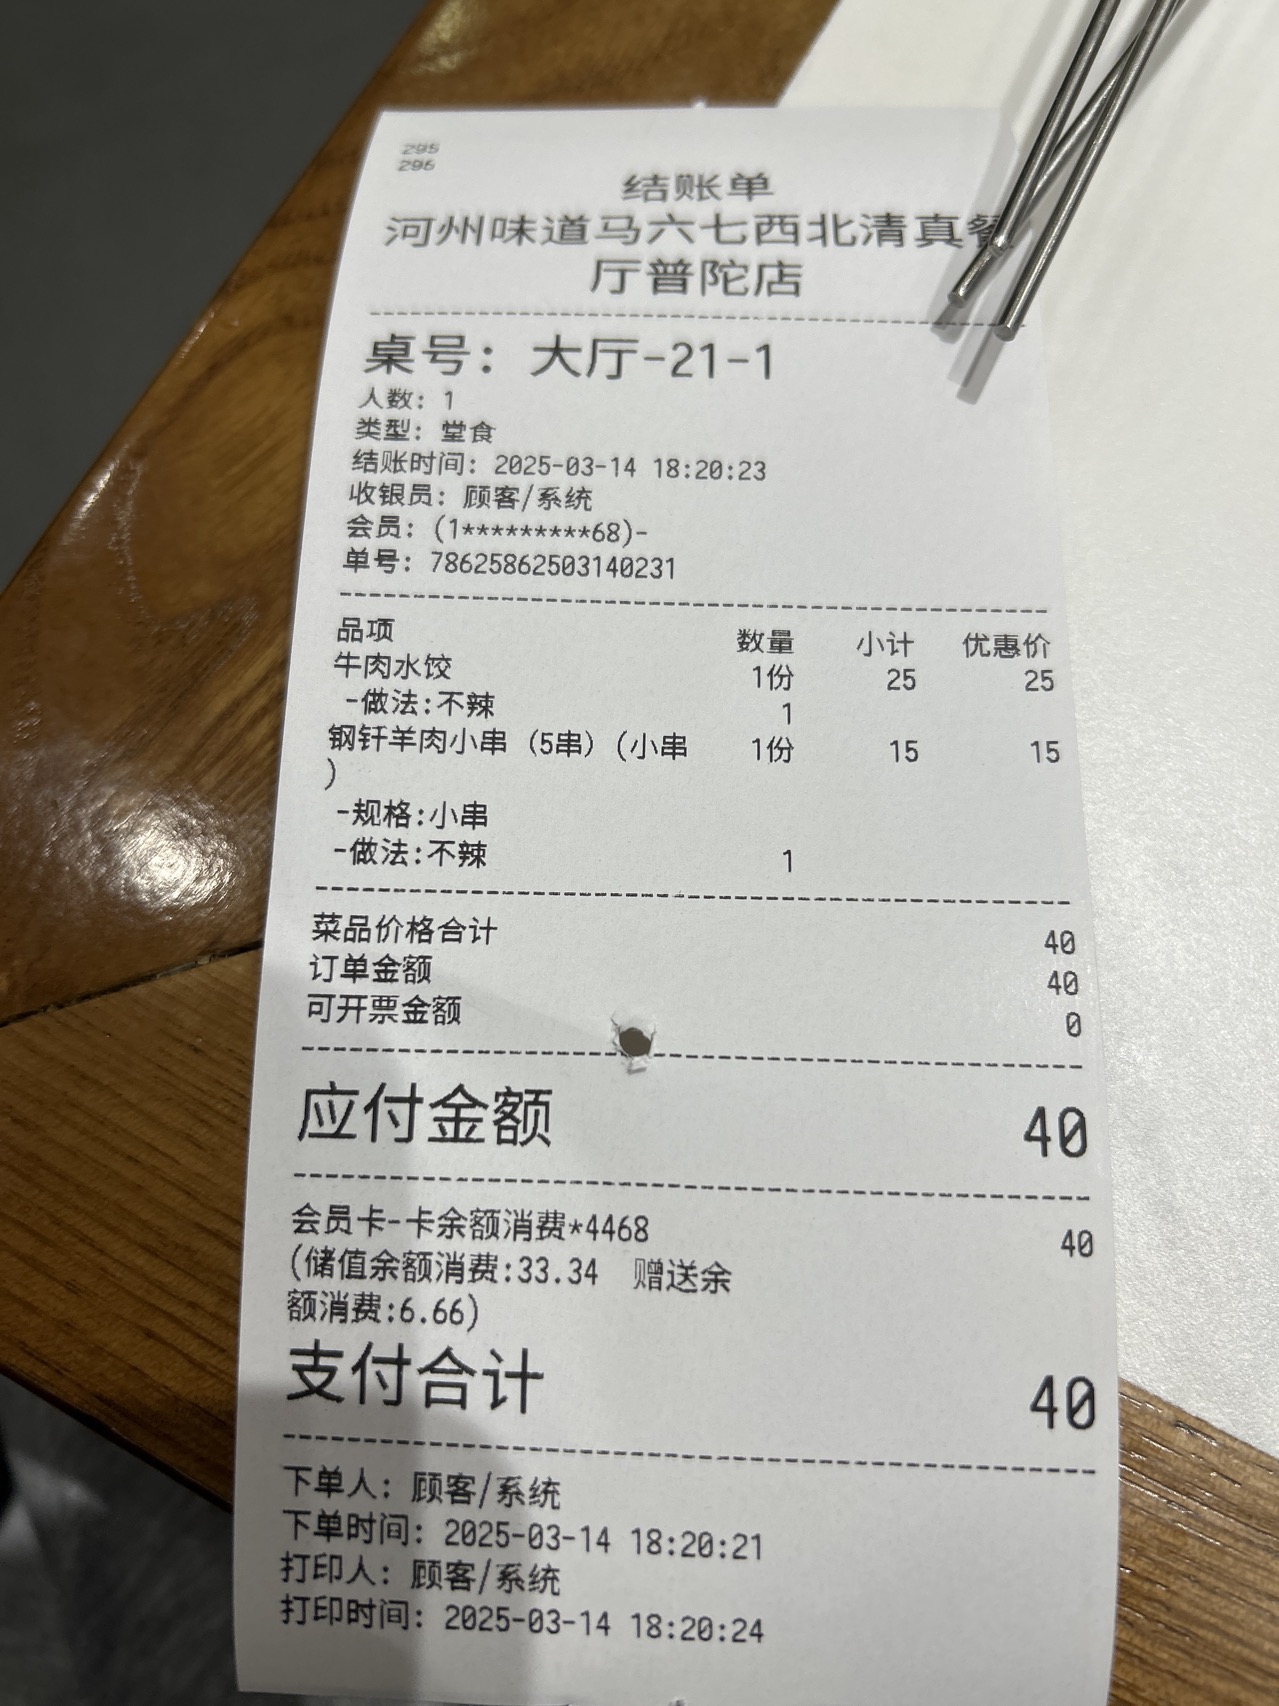 295
296
结账单
河州味道马六七西北清真餐
厅普陀店
桌号：大厅-21-1
人数：1
类型：堂食
结账时间：2025-03-14 18:20:23
收银员：顾客/系统
会员：(1*********68)-
单号：78625862503140231
品项 数量 小计 优惠价
牛肉水饺 1份 25 25
-做法:不辣 1
钢钎羊肉小串（5串）(小串 1份 15 15
)
-规格:小串
-做法:不辣 1
菜品价格合计 40
订单金额 40
可开票金额 0
应付金额 40
会员卡-卡余额消费*4468 40
(储值余额消费:33.34 赠送余
额消费:6.66)
支付合计 40
下单人：顾客/系统
下单时间：2025-03-14 18:20:21
打印人：顾客/系统
打印时间：2025-03-14 18:20:24